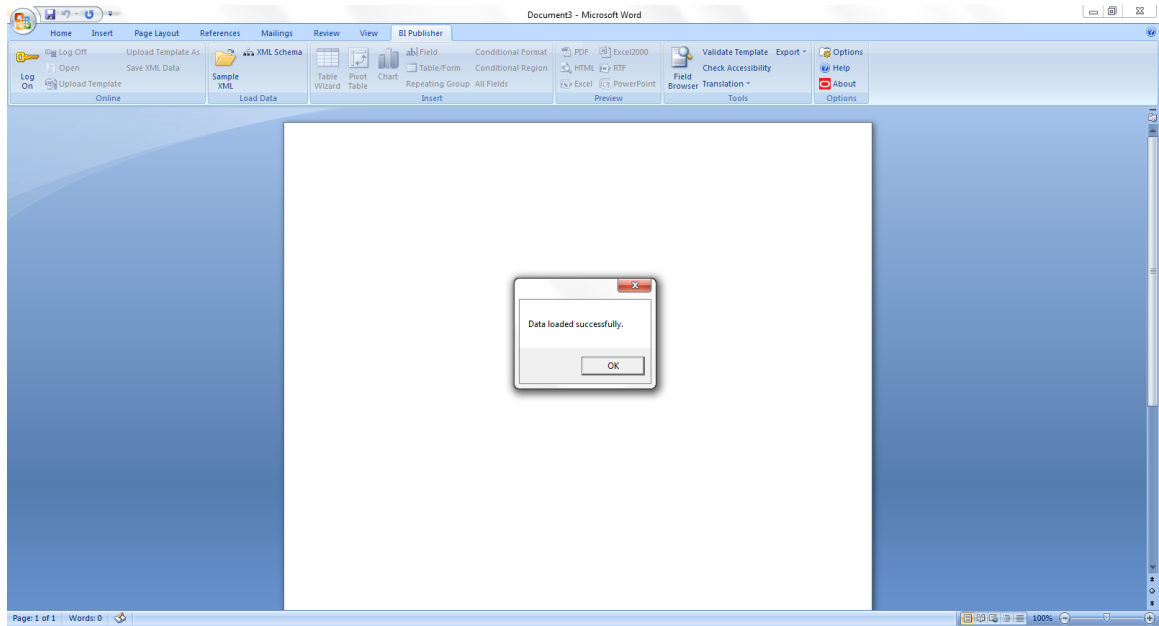 Document3 - Microsoft Word
Home Insert Page Layout References Mailings Review View BI Publisher
Log On
Log Off
Open
Upload Template
Upload Template As
Save XML Data
Online
Sample XML
XML Schema
Load Data
Table Wizard
Pivot Table
Chart
Field
Table/Form
Repeating Group
Conditional Format
Conditional Region
All Fields
Insert
PDF
HTML
Excel
Excel2000
RTF
PowerPoint
Preview
Field Browser
Validate Template
Check Accessibility
Translation
Export
Tools
Options
Help
About
Options
Data loaded successfully.
OK
Page: 1 of 1 Words: 0 100%